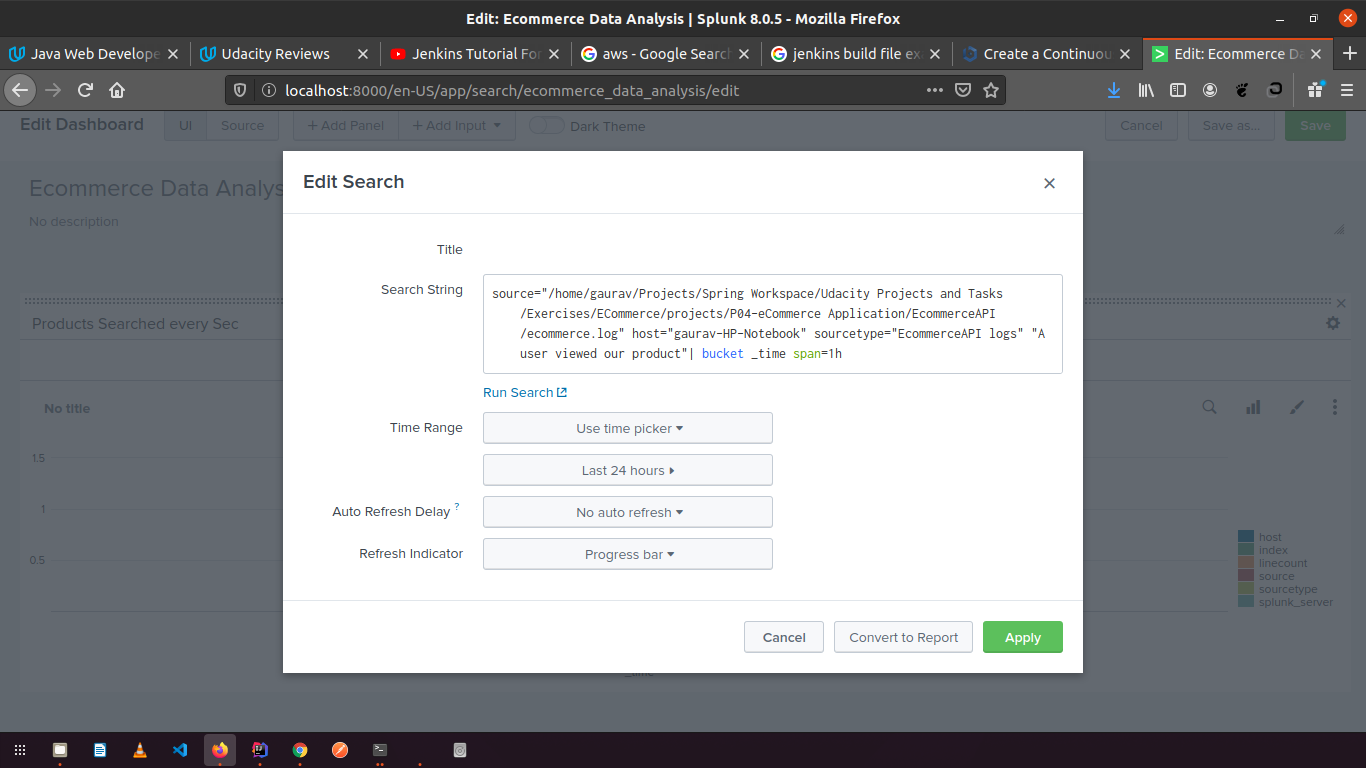 Edit: Ecommerce Data Analysis | Splunk 8.0.5 - Mozilla Firefox
Java Web Develope
Udacity Reviews
Jenkins Tutorial For
aws - Google Search
jenkins build file exa
Create a Continuou
Edit: Ecommerce Da
localhost:8000/en-US/app/search/ecommerce_data_analysis/edit
Edit Dashboard UI Source + Add Panel + Add Input Dark Theme Cancel Save as... Save
Ecommerce Data Analys
No description
Products Searched every Sec
No title
1.5
1
0.5
host
index
linecount
source
sourcetype
splunk_server
_time
Edit Search
Title
Search String
source="/home/gaurav/Projects/Spring Workspace/Udacity Projects and Tasks
/Exercises/ECommerce/projects/P04-eCommerce Application/EcommerceAPI
/ecommerce.log" host="gaurav-HP-Notebook" sourcetype="EcommerceAPI logs" "A
user viewed our product"| bucket _time span=1h
Run Search
Time Range Use time picker
Last 24 hours
Auto Refresh Delay ? No auto refresh
Refresh Indicator Progress bar
Cancel Convert to Report Apply